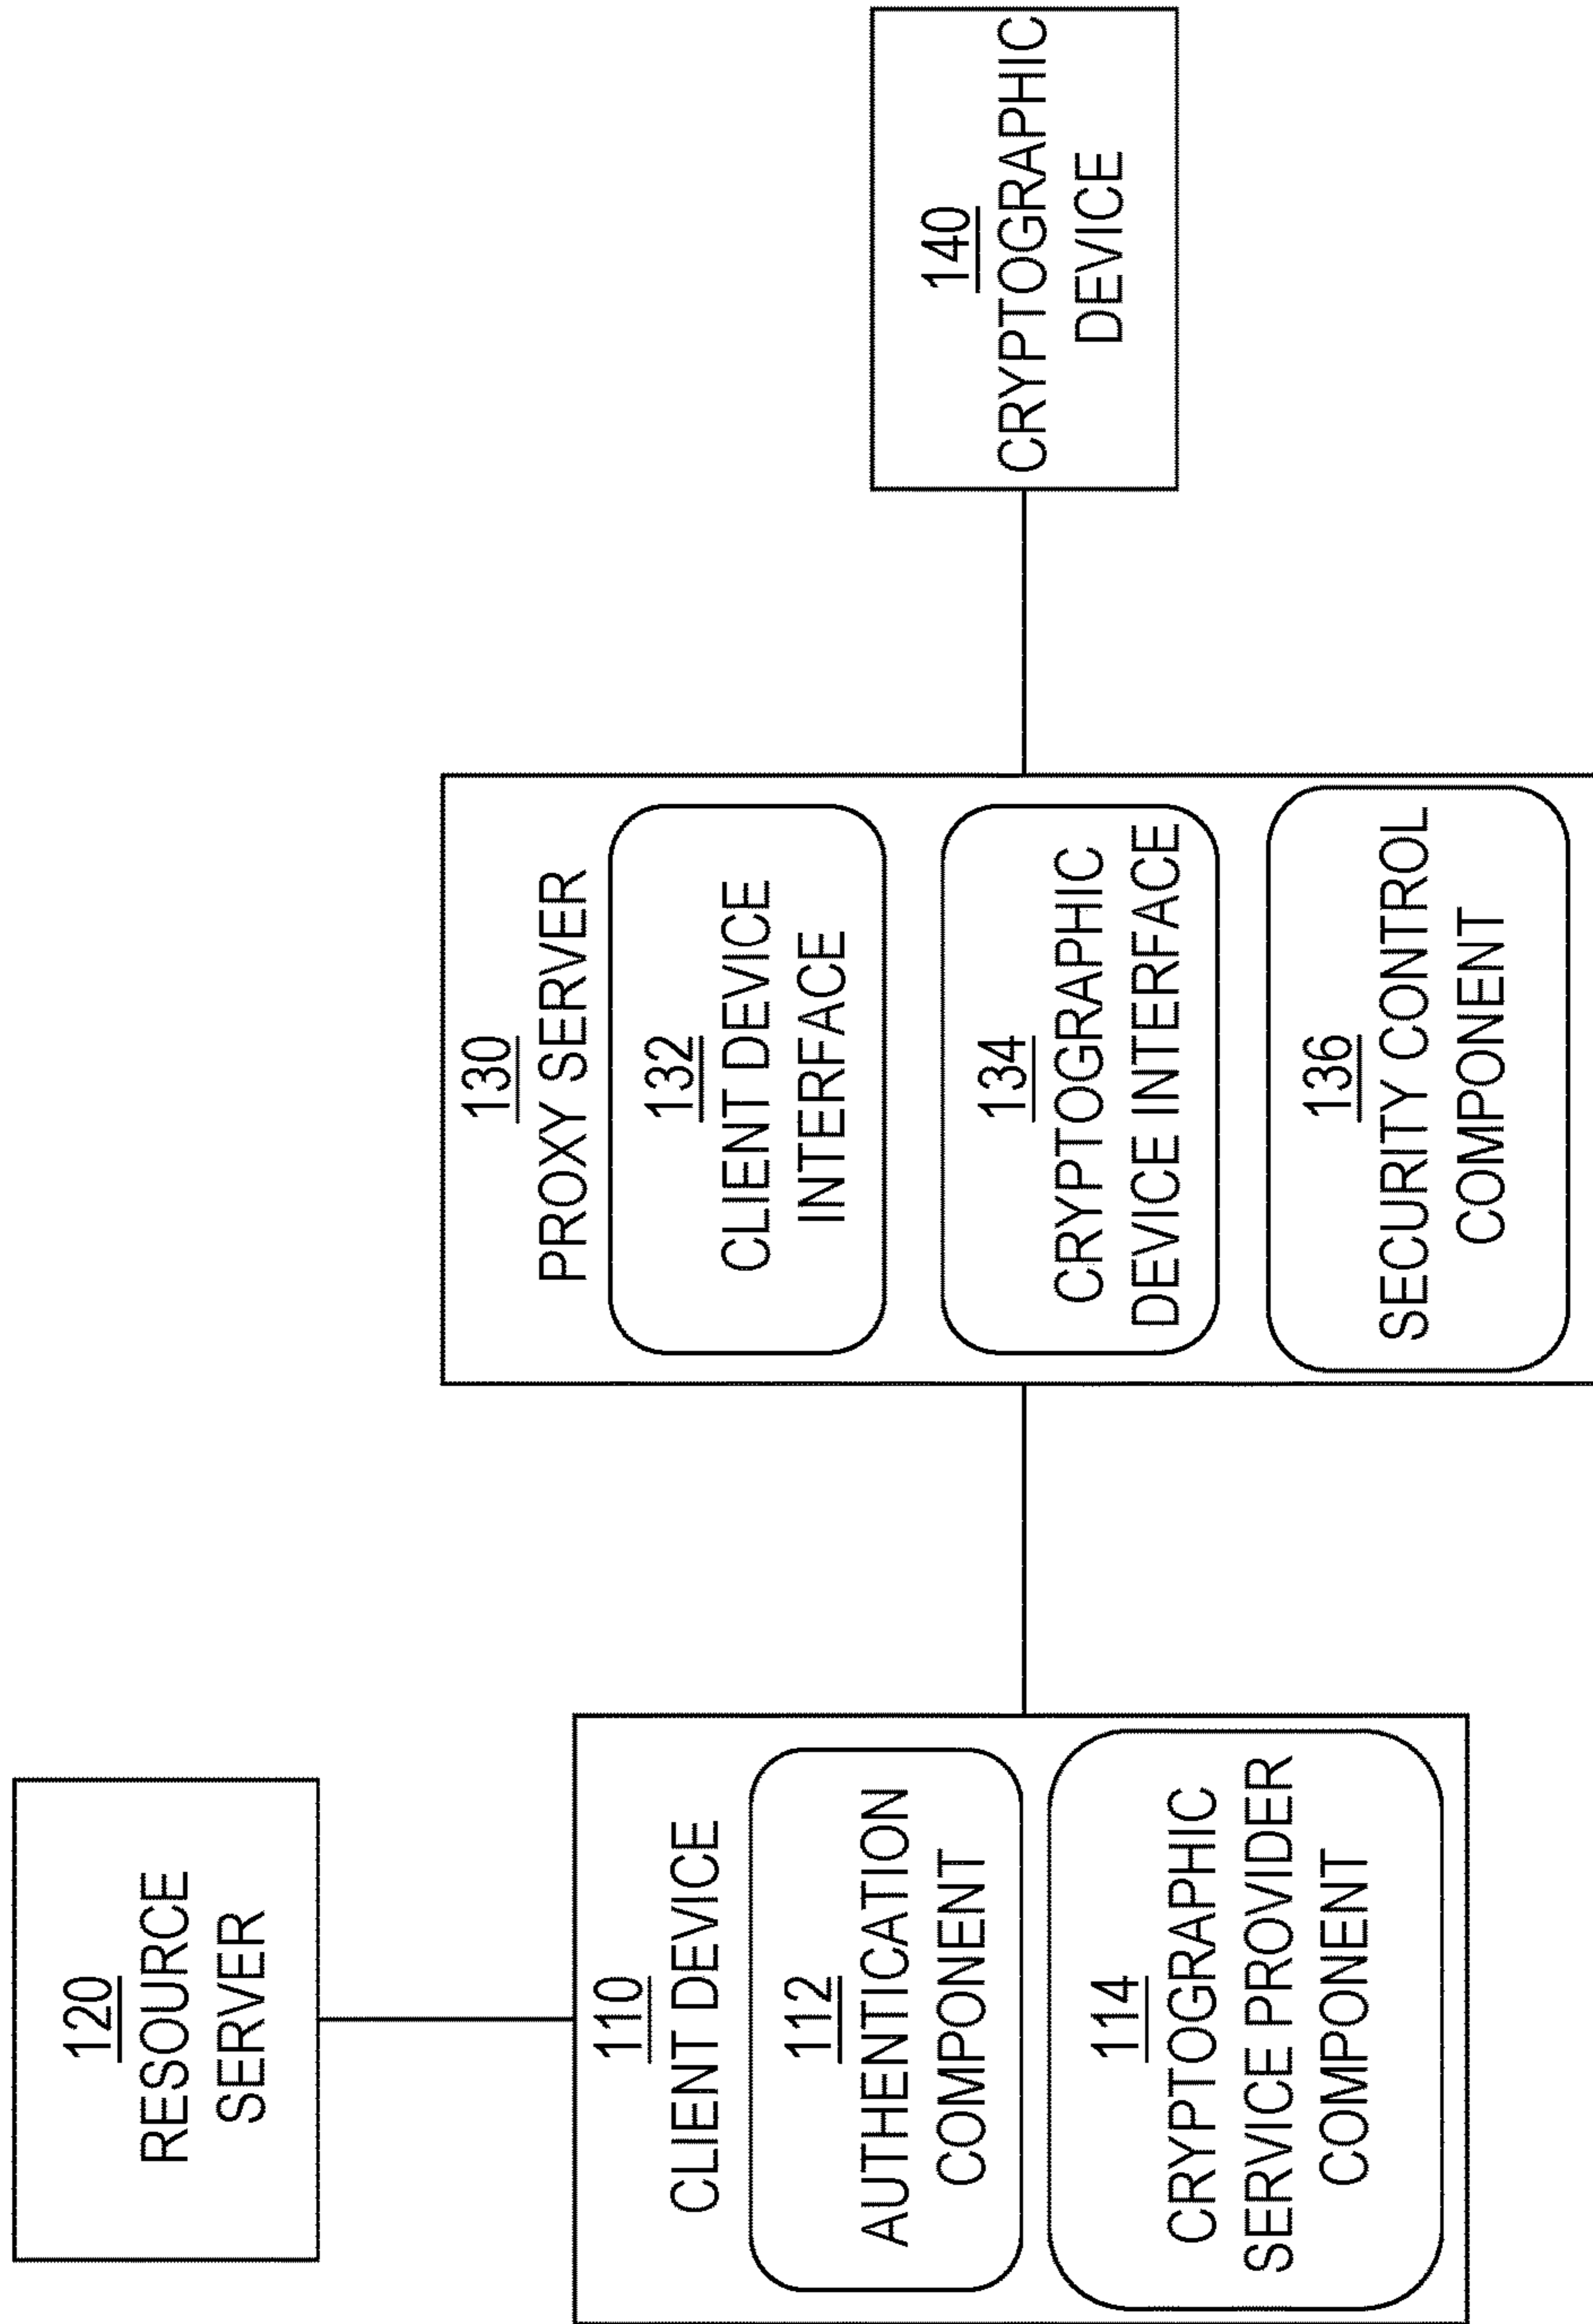 120
RESOURCE
SERVER
110
CLIENT DEVICE
112
AUTHENTICATION
COMPONENT
114
CRYPTOGRAPHIC
SERVICE PROVIDER
COMPONENT
130
PROXY SERVER
132
CLIENT DEVICE
INTERFACE
134
CRYPTOGRAPHIC
DEVICE INTERFACE
136
SECURITY CONTROL
COMPONENT
140
CRYPTOGRAPHIC
DEVICE